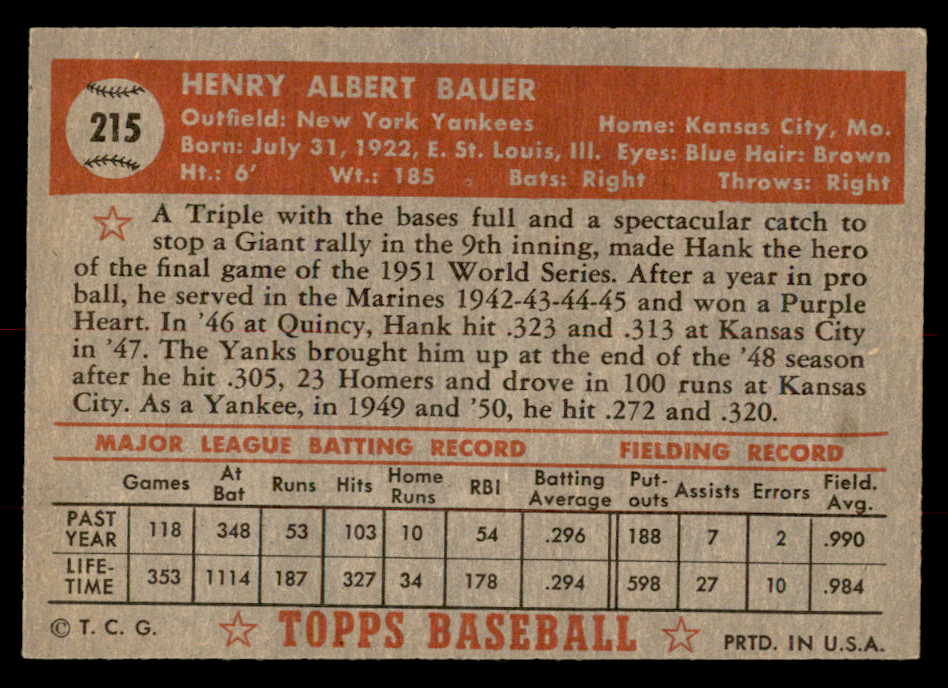 215
HENRY ALBERT BAUER
Outfield: New York Yankees Home: Kansas City, Mo.
Born: July 31, 1922, E. St. Louis, Ill. Eyes: Blue Hair: Brown
Ht.: 6' Wt.: 185 Bats: Right Throws: Right
A Triple with the bases full and a spectacular catch to
stop a Giant rally in the 9th inning, made Hank the hero
of the final game of the 1951 World Series. After a year in pro
ball, he served in the Marines 1942-43-44-45 and won a Purple
Heart. In '46 at Quincy, Hank hit .323 and .313 at Kansas City
in '47. The Yanks brought him up at the end of the '48 season
after he hit .305, 23 Homers and drove in 100 runs at Kansas
City. As a Yankee, in 1949 and '50, he hit .272 and .320.
MAJOR LEAGUE BATTING RECORD FIELDING RECORD
Games At Bat Runs Hits Home Runs RBI Batting Average Put-outs Assists Errors Field. Avg.
PAST YEAR 118 348 53 103 10 54 .296 188 7 2 .990
LIFE-TIME 353 1114 187 327 34 178 .294 598 27 10 .984
© T. C. G. TOPPS BASEBALL PRTD. IN U.S.A.